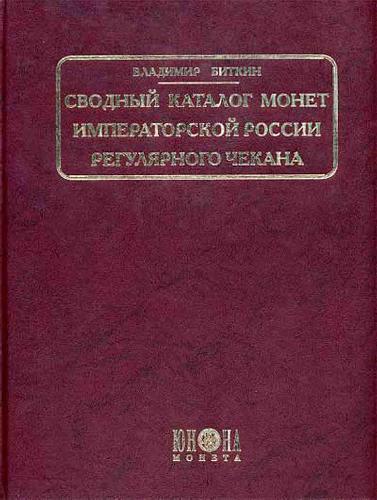 ВЛАДИМИР БИТКИН
СВОДНЫЙ КАТАЛОГ МОНЕТ
ИМПЕРАТОРСКОЙ РОССИИ
РЕГУЛЯРНОГО ЧЕКАНА
ЮНОНА
МОНЕТА